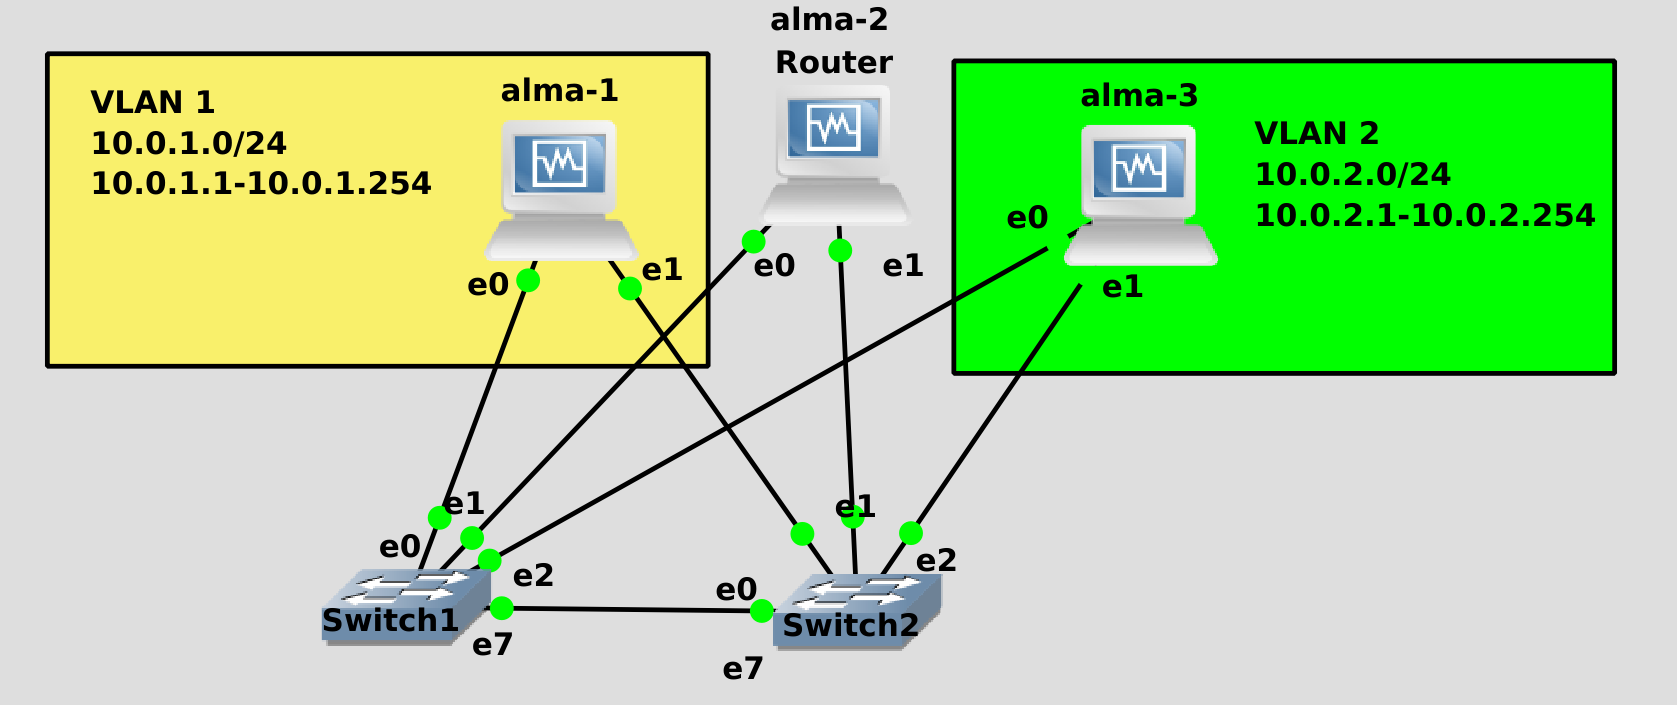 alma-2
Router
VLAN 1
10.0.1.0/24
10.0.1.1-10.0.1.254
alma-1
alma-3
VLAN 2
10.0.2.0/24
10.0.2.1-10.0.2.254
e0
e1
e0
e1
e0
e1
e0
e1
e2
e7
Switch1
e0
e1
e2
e7
Switch2